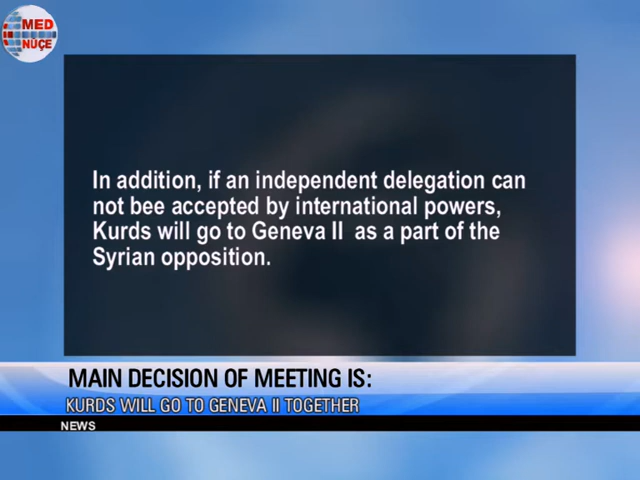 MED
NUÇE
In addition, if an independent delegation can
not bee accepted by international powers,
Kurds will go to Geneva II as a part of the
Syrian opposition.
MAIN DECISION OF MEETING IS:
KURDS WILL GO TO GENEVA II TOGETHER
NEWS